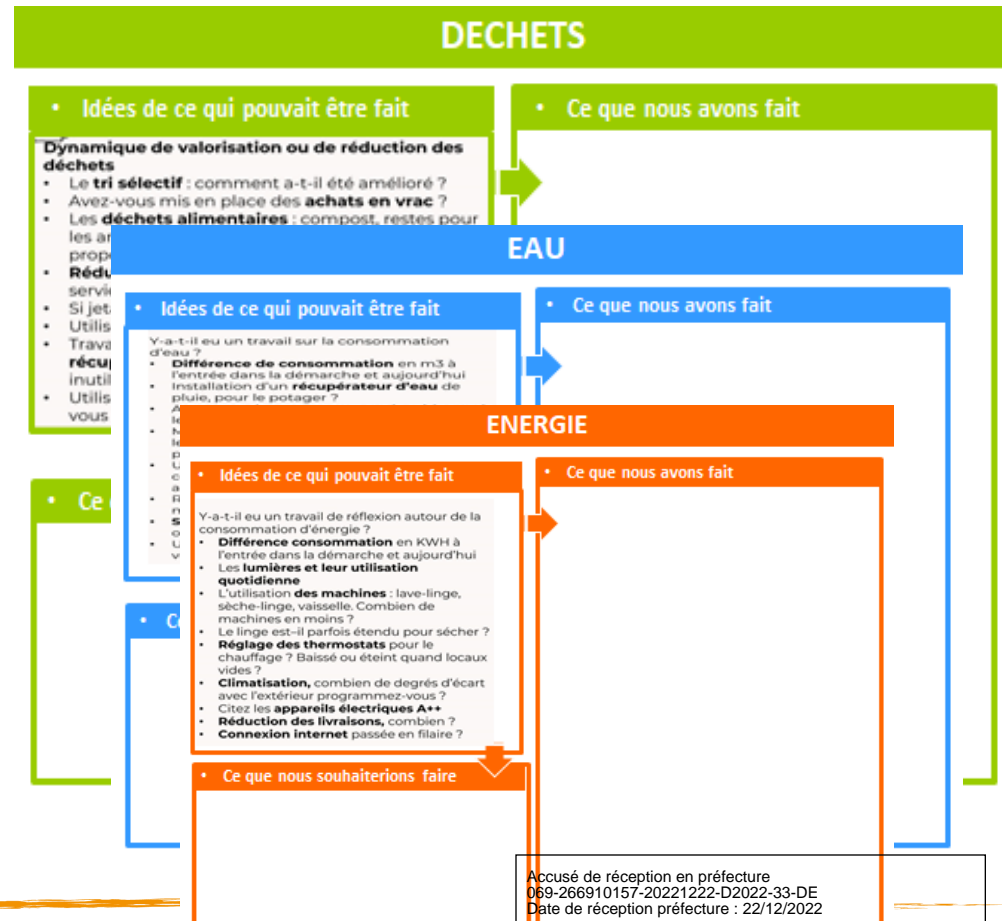 DECHETS
• Idées de ce qui pouvait être fait
• Ce que nous avons fait
Dynamique de valorisation ou de réduction des
déchets
• Le tri sélectif : comment a-t-il été amélioré ?
• Avez-vous mis en place des achats en vrac ?
• Les déchets alimentaires : compost, restes pour
les
•
•
• Si
•
•
•
• Ce
EAU
• Idées de ce qui pouvait être fait
• Ce que nous avons fait
Y-a-t-il eu un travail sur la consommation
d'eau ?
• Différence de consommation en m3 à
l'entrée dans la démarche et aujourd'hui
• Installation d'un récupérateur d'eau de
pluie, pour le potager ?
ENERGIE
• Idées de ce qui pouvait être fait
• Ce que nous avons fait
Y-a-t-il eu un travail de réflexion autour de la
consommation d'énergie ?
• Différence consommation en KWH à
l'entrée dans la démarche et aujourd'hui
• Les lumières et leur utilisation
quotidienne
• L'utilisation des machines : lave-linge,
sèche-linge, vaisselle. Combien de
machines en moins ?
• Le linge est–il parfois étendu pour sécher ?
• Réglage des thermostats pour le
chauffage ? Baissé ou éteint quand locaux
vides ?
• Climatisation, combien de degrés d'écart
avec l'extérieur programmez-vous ?
• Citez les appareils électriques A++
• Réduction des livraisons, combien ?
• Connexion internet passée en filaire ?
• Ce que nous souhaiterions faire
Accusé de réception en préfecture
069-266910157-20221222-D2022-33-DE
Date de réception préfecture : 22/12/2022